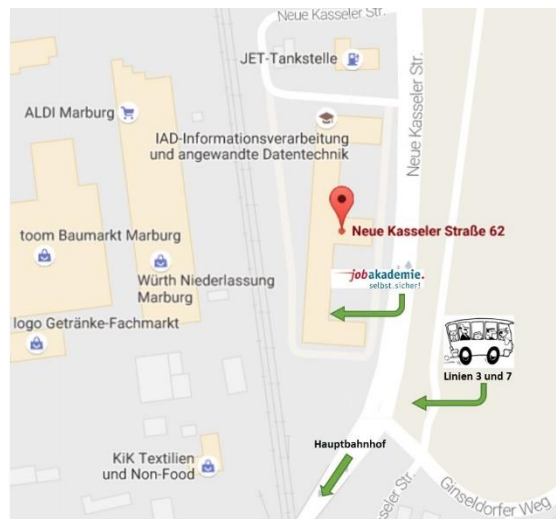 Neue Kasseler Str.
JET-Tankstelle
ALDI Marburg
IAD-Informationsverarbeitung
und angewandte Datentechnik
Neue Kasseler Str.
toom Baumarkt Marburg
Neue Kasseler Straße 62
Würth Niederlassung
Marburg
jobakademie.
selbst.sicher!
logo Getränke-Fachmarkt
Linien 3 und 7
Hauptbahnhof
KiK Textilien
und Non-Food
Kasseler Str.
Ginseldorfer Weg